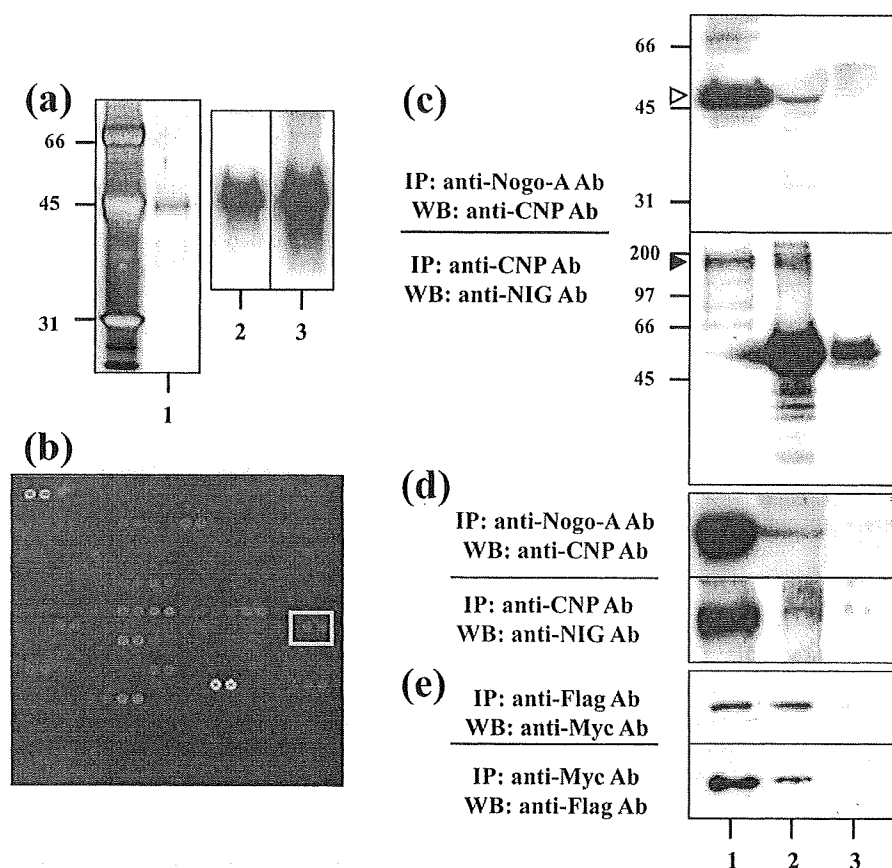 (a)
66
45
31
1
2
3
(b)
(c)
66
45
31
IP: anti-Nogo-A Ab
WB: anti-CNP Ab
IP: anti-CNP Ab
WB: anti-NIG Ab
200
97
66
45
(d)
IP: anti-Nogo-A Ab
WB: anti-CNP Ab
IP: anti-CNP Ab
WB: anti-NIG Ab
(e)
IP: anti-Flag Ab
WB: anti-Myc Ab
IP: anti-Myc Ab
WB: anti-Flag Ab
1
2
3